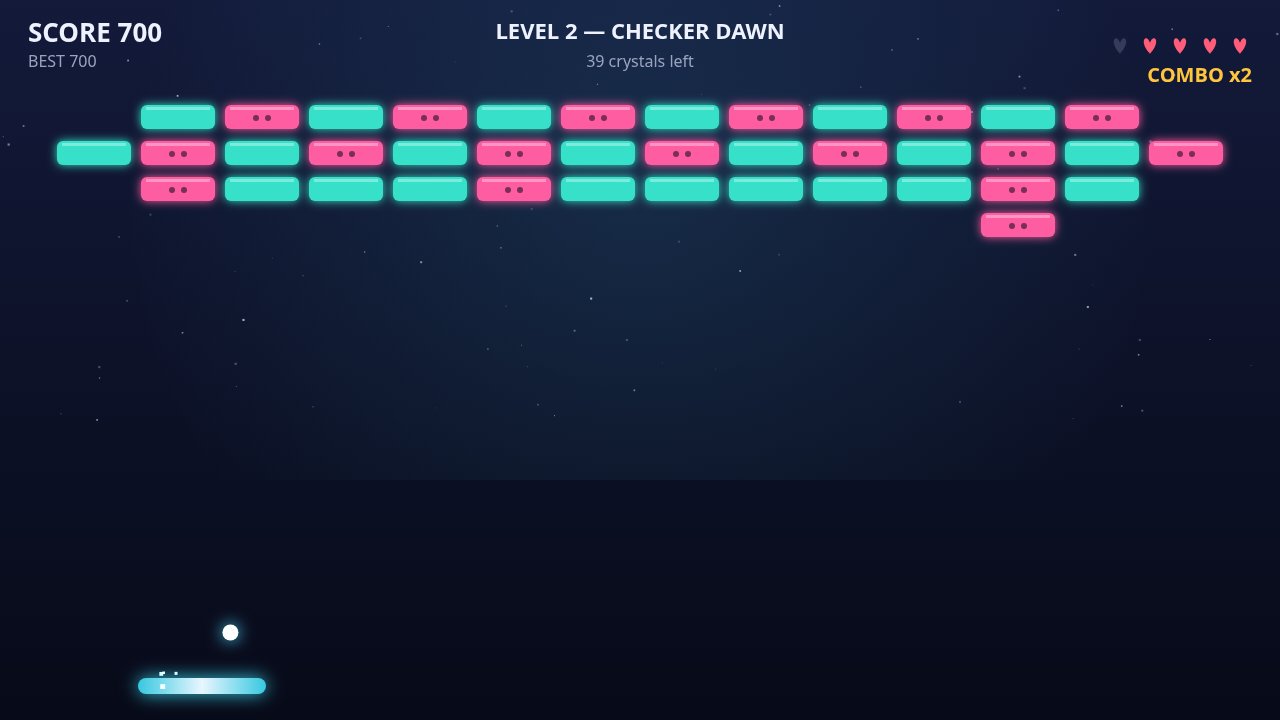 SCORE 700
BEST 700
LEVEL 2 — CHECKER DAWN
39 crystals left
COMBO x2